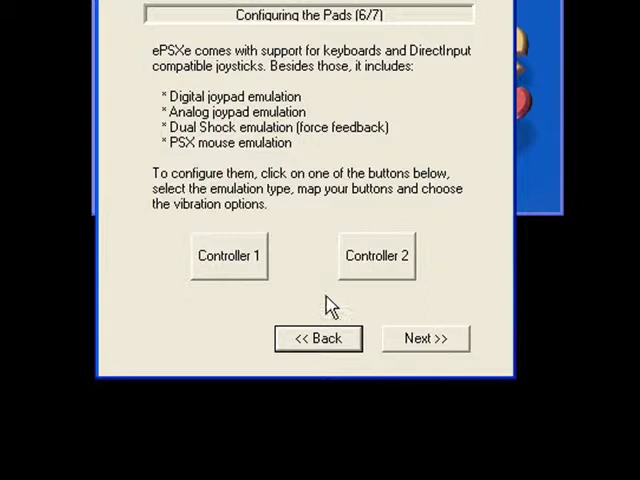 Configuring the Pads (6/7)
ePSXe comes with support for keyboards and DirectInput
compatible joysticks. Besides those, it includes:
* Digital joypad emulation
* Analog joypad emulation
* Dual Shock emulation (force feedback)
* PSX mouse emulation
To configure them, click on one of the buttons below,
select the emulation type, map your buttons and choose
the vibration options.
Controller 1
Controller 2
<< Back
Next >>